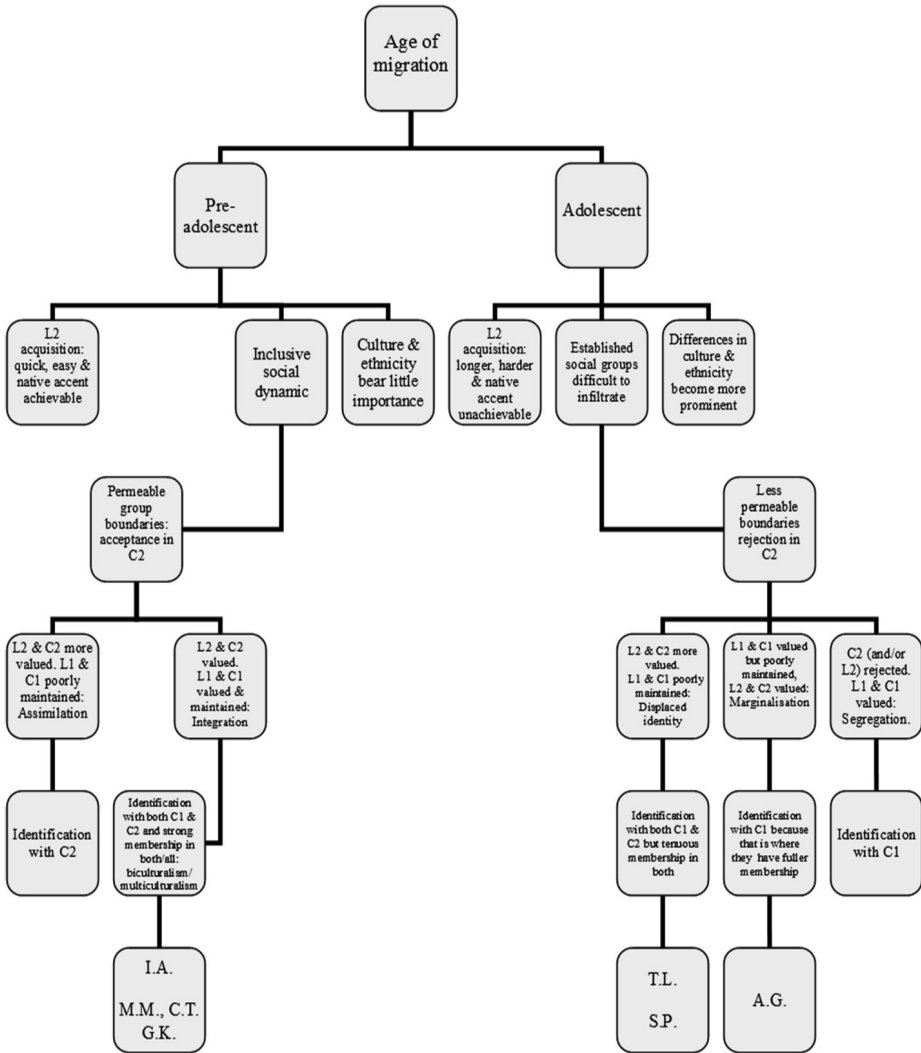 Age of
migration
Pre-
adolescent
Adolescent
L2
acquisition:
quick, easy &
native accent
achievable
Inclusive
social
dynamic
Culture &
ethnicity
bear little
importance
L2
acquisition:
longer, harder
& native
accent
unachievable
Established
social groups
difficult to
infiltrate
Differences in
culture &
ethnicity
become more
prominent
Permeable
group
boundaries:
acceptance in
C2
Less
permeable
boundaries
rejection in
C2
L2 & C2 more
valued. L1 &
C1 poorly
maintained:
Assimilation
L2 & C2
valued.
L1 & C1
valued &
maintained:
Integration
L2 & C2 more
valued.
L1 & C1 poorly
maintained:
Displaced
identity
L1 & C1 valued
but poorly
maintained,
L2 & C2 valued:
Marginalisation
C2 (and/or
L2) rejected.
L1 & C1
valued:
Segregation.
Identification
with C2
Identification
with both C1 &
C2 and strong
membership in
both/all:
biculturalism/
multiculturalism
Identification
with both C1 &
C2 but tenuous
membership in
both
Identification
with C1 because
that is where
they have fuller
membership
Identification
with C1
I.A.
M.M., C.T.
G.K.
T.L.
S.P.
A.G.